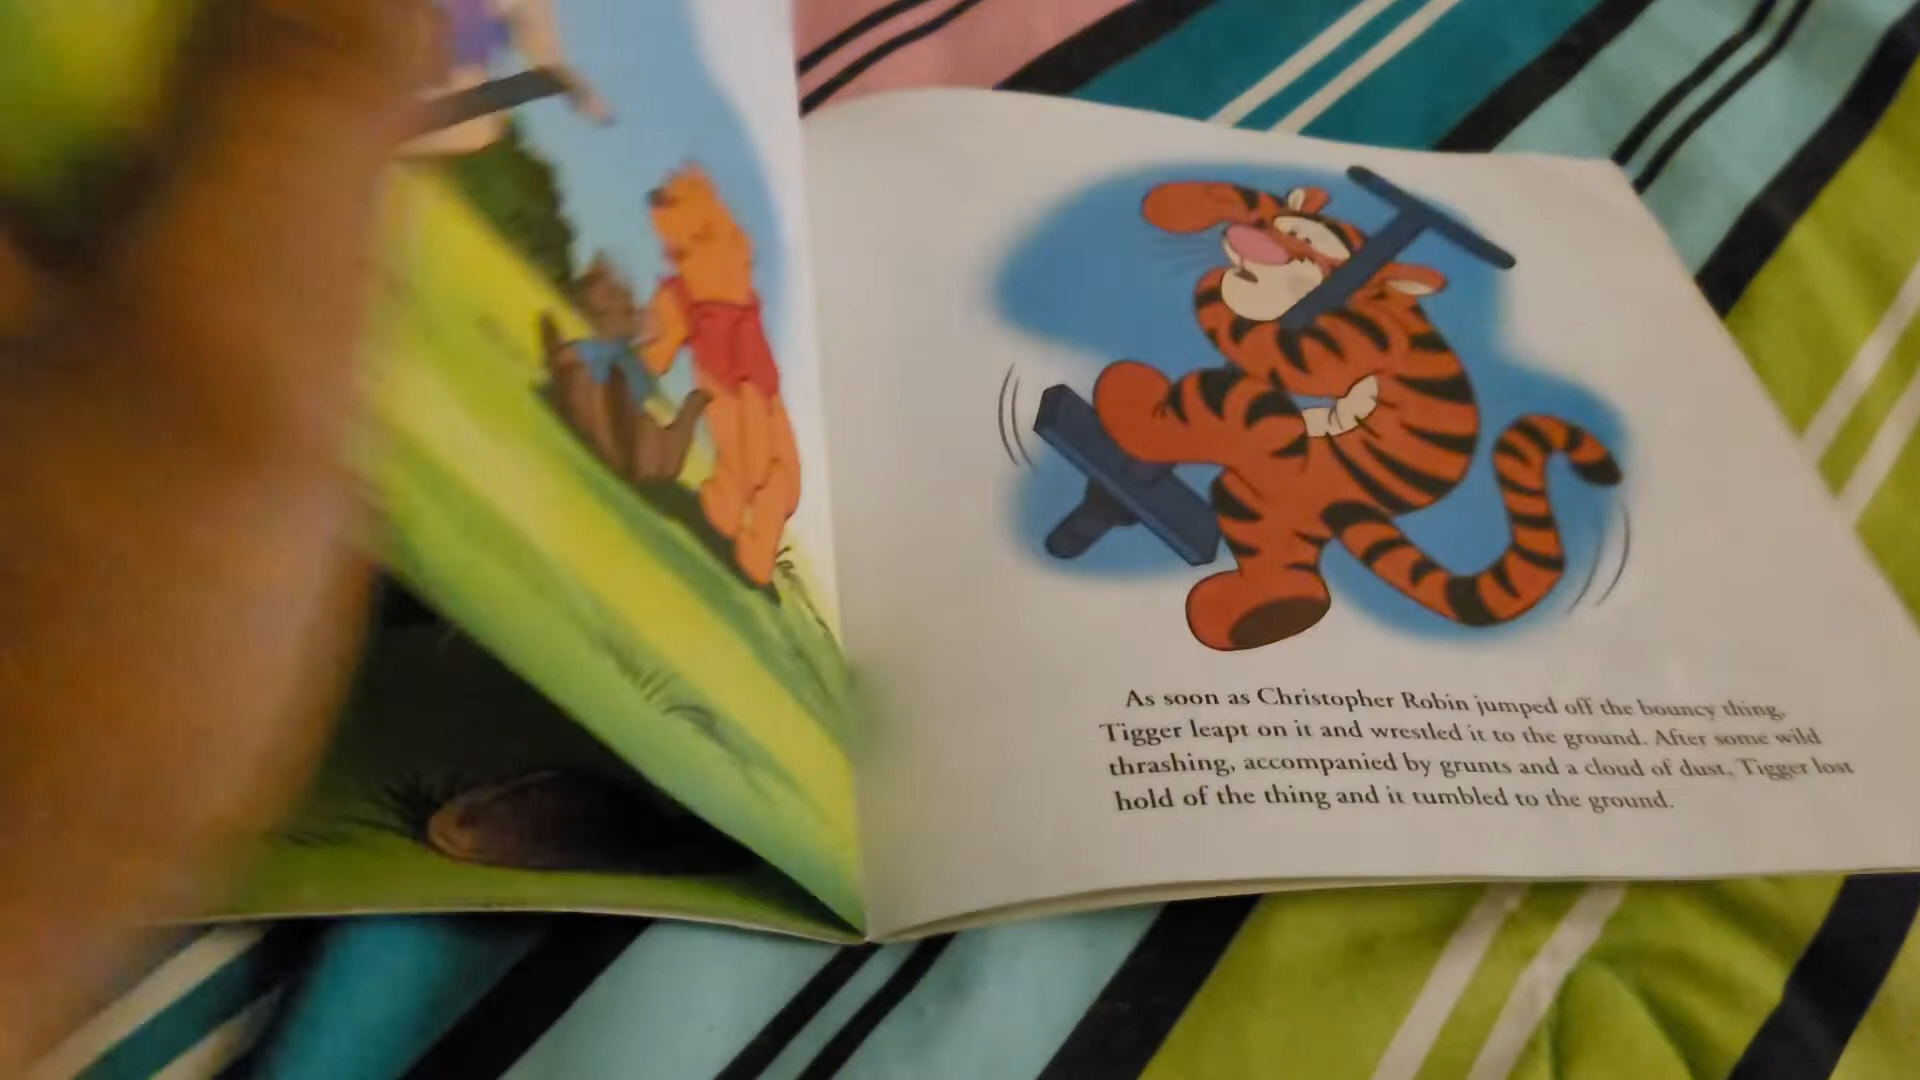 As soon as Christopher Robin jumped off the bouncy thing,
Tigger leapt on it and wrestled it to the ground. After some wild
thrashing, accompanied by grunts and a cloud of dust, Tigger lost
hold of the thing and it tumbled to the ground.